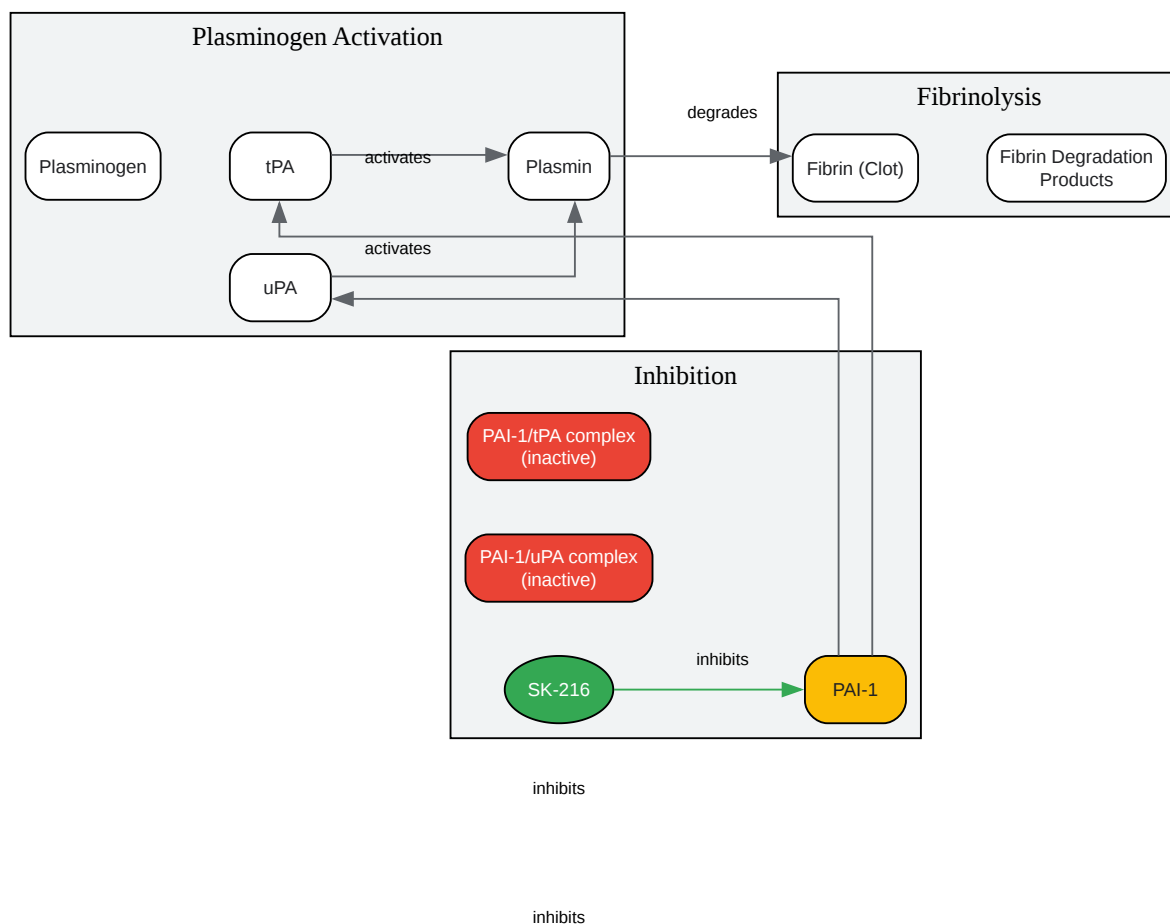 Plasminogen Activation
Plasminogen
tPA
activates
Plasmin
degrades
Fibrinolysis
Fibrin (Clot)
Fibrin Degradation
Products
activates
uPA
Inhibition
PAI-1/tPA complex
(inactive)
PAI-1/uPA complex
(inactive)
SK-216
inhibits
PAI-1
inhibits
inhibits